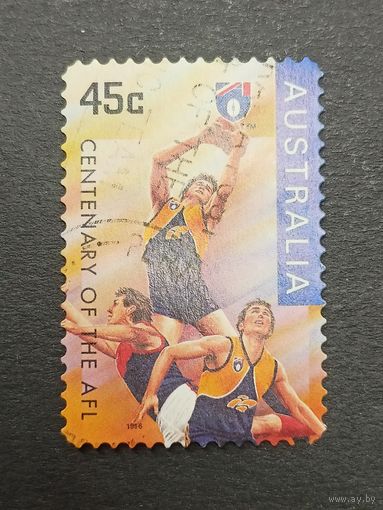 45c
AUSTRALIA
CENTENARY OF THE AFL
1996
www.ay.by